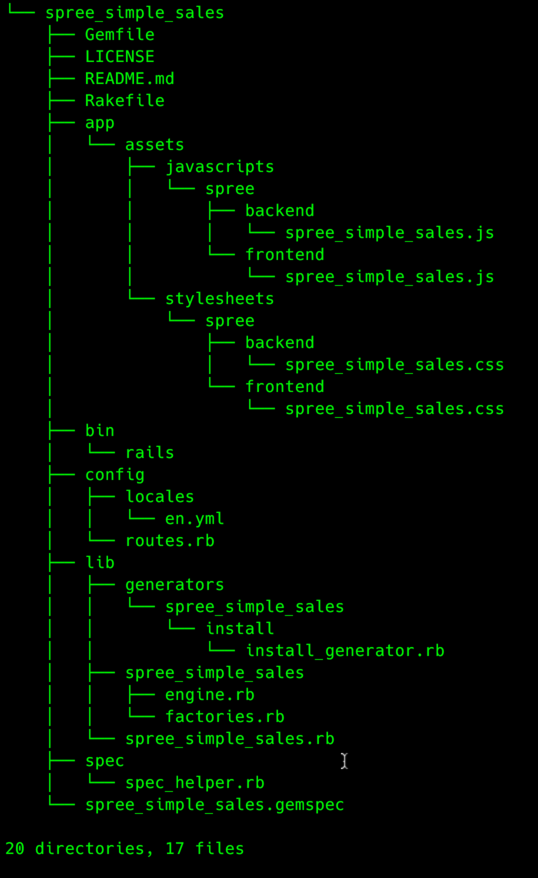 └── spree_simple_sales
    ├── Gemfile
    ├── LICENSE
    ├── README.md
    ├── Rakefile
    ├── app
    │   └── assets
    │       ├── javascripts
    │       │   └── spree
    │       │       ├── backend
    │       │       │   └── spree_simple_sales.js
    │       │       └── frontend
    │       │           └── spree_simple_sales.js
    │       └── stylesheets
    │           └── spree
    │               ├── backend
    │               │   └── spree_simple_sales.css
    │               └── frontend
    │                   └── spree_simple_sales.css
    ├── bin
    │   └── rails
    ├── config
    │   ├── locales
    │   │   └── en.yml
    │   └── routes.rb
    ├── lib
    │   ├── generators
    │   │   └── spree_simple_sales
    │   │       └── install
    │   │           └── install_generator.rb
    │   ├── spree_simple_sales
    │   │   ├── engine.rb
    │   │   └── factories.rb
    │   └── spree_simple_sales.rb
    ├── spec
    │   └── spec_helper.rb
    └── spree_simple_sales.gemspec

20 directories, 17 files